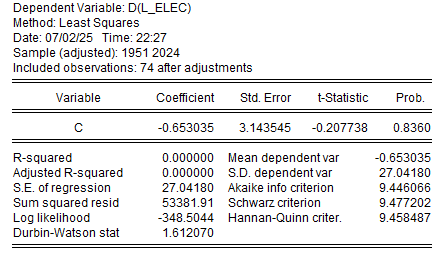 Dependent Variable: D(L_ELEC)
Method: Least Squares
Date: 07/02/25 Time: 22:27
Sample (adjusted): 1951 2024
Included observations: 74 after adjustments
Variable Coefficient Std. Error t-Statistic Prob.
C -0.653035 3.143545 -0.207738 0.8360
R-squared 0.000000 Mean dependent var -0.653035
Adjusted R-squared 0.000000 S.D. dependent var 27.04180
S.E. of regression 27.04180 Akaike info criterion 9.446066
Sum squared resid 53381.91 Schwarz criterion 9.477202
Log likelihood -348.5044 Hannan-Quinn criter. 9.458487
Durbin-Watson stat 1.612070